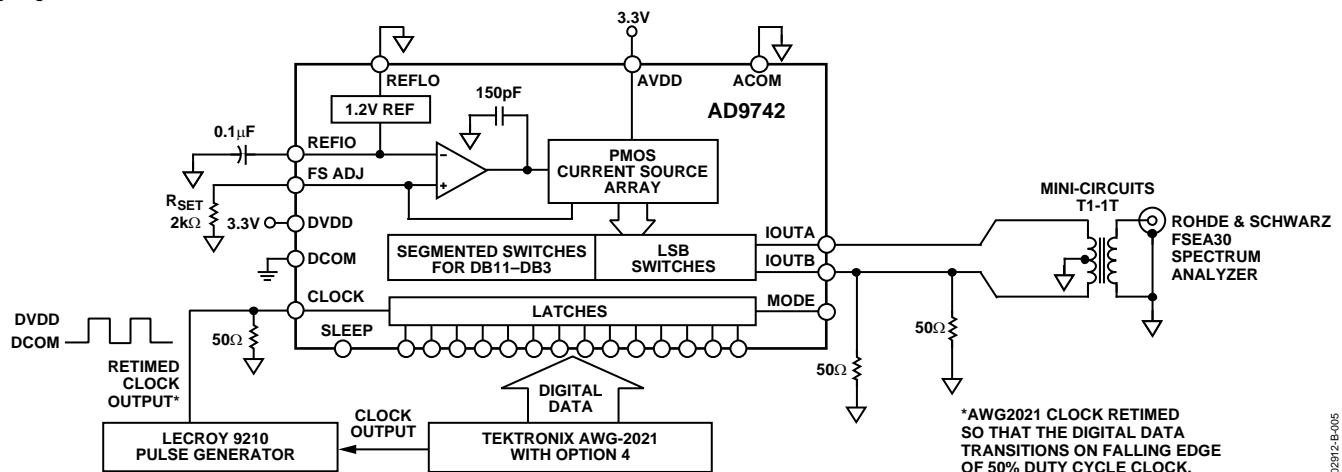 3.3V
REFLO
AVDD
ACOM
1.2V REF
150pF
AD9742
0.1µF
REFIO
PMOS
CURRENT SOURCE
ARRAY
FS ADJ
RSET
2kΩ
3.3V
DVDD
MINI-CIRCUITS
T1-1T
ROHDE & SCHWARZ
FSEA30
SPECTRUM
ANALYZER
IOUTA
SEGMENTED SWITCHES
FOR DB11–DB3
LSB
SWITCHES
IOUTB
DCOM
CLOCK
LATCHES
MODE
DVDD
DCOM
50Ω
SLEEP
50Ω
50Ω
RETIMED
CLOCK
OUTPUT*
DIGITAL
DATA
CLOCK
OUTPUT
LECROY 9210
PULSE GENERATOR
TEKTRONIX AWG-2021
WITH OPTION 4
*AWG2021 CLOCK RETIMED
SO THAT THE DIGITAL DATA
TRANSITIONS ON FALLING EDGE
OF 50% DUTY CYCLE CLOCK.
02912-B-005